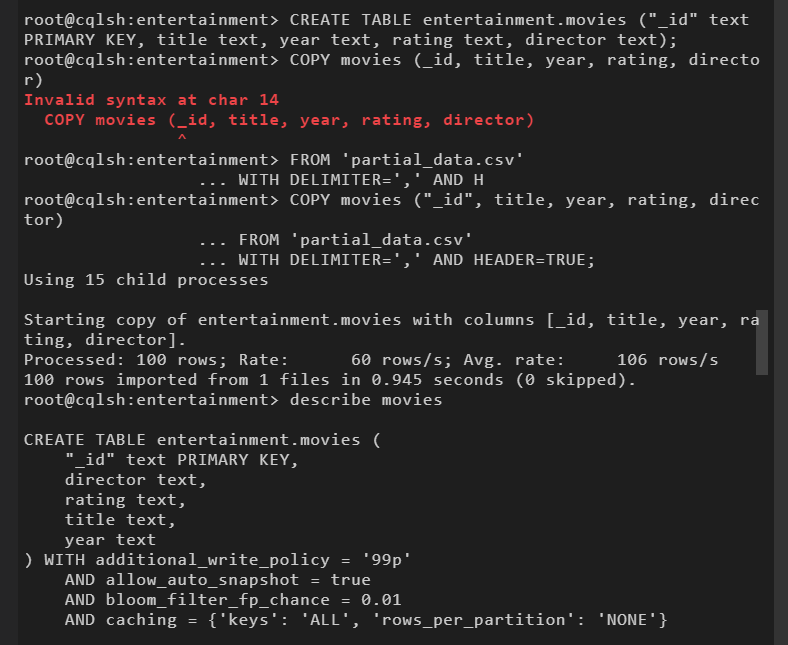 root@cqlsh:entertainment> CREATE TABLE entertainment.movies ("_id" text
PRIMARY KEY, title text, year text, rating text, director text);
root@cqlsh:entertainment> COPY movies (_id, title, year, rating, directo
r)
Invalid syntax at char 14
  COPY movies (_id, title, year, rating, director)
               ^
root@cqlsh:entertainment> FROM 'partial_data.csv'
                 ... WITH DELIMITER=',' AND H
root@cqlsh:entertainment> COPY movies ("_id", title, year, rating, direc
tor)
                 ... FROM 'partial_data.csv'
                 ... WITH DELIMITER=',' AND HEADER=TRUE;
Using 15 child processes

Starting copy of entertainment.movies with columns [_id, title, year, ra
ting, director].
Processed: 100 rows; Rate:      60 rows/s; Avg. rate:     106 rows/s
100 rows imported from 1 files in 0.945 seconds (0 skipped).
root@cqlsh:entertainment> describe movies

CREATE TABLE entertainment.movies (
    "_id" text PRIMARY KEY,
    director text,
    rating text,
    title text,
    year text
) WITH additional_write_policy = '99p'
    AND allow_auto_snapshot = true
    AND bloom_filter_fp_chance = 0.01
    AND caching = {'keys': 'ALL', 'rows_per_partition': 'NONE'}